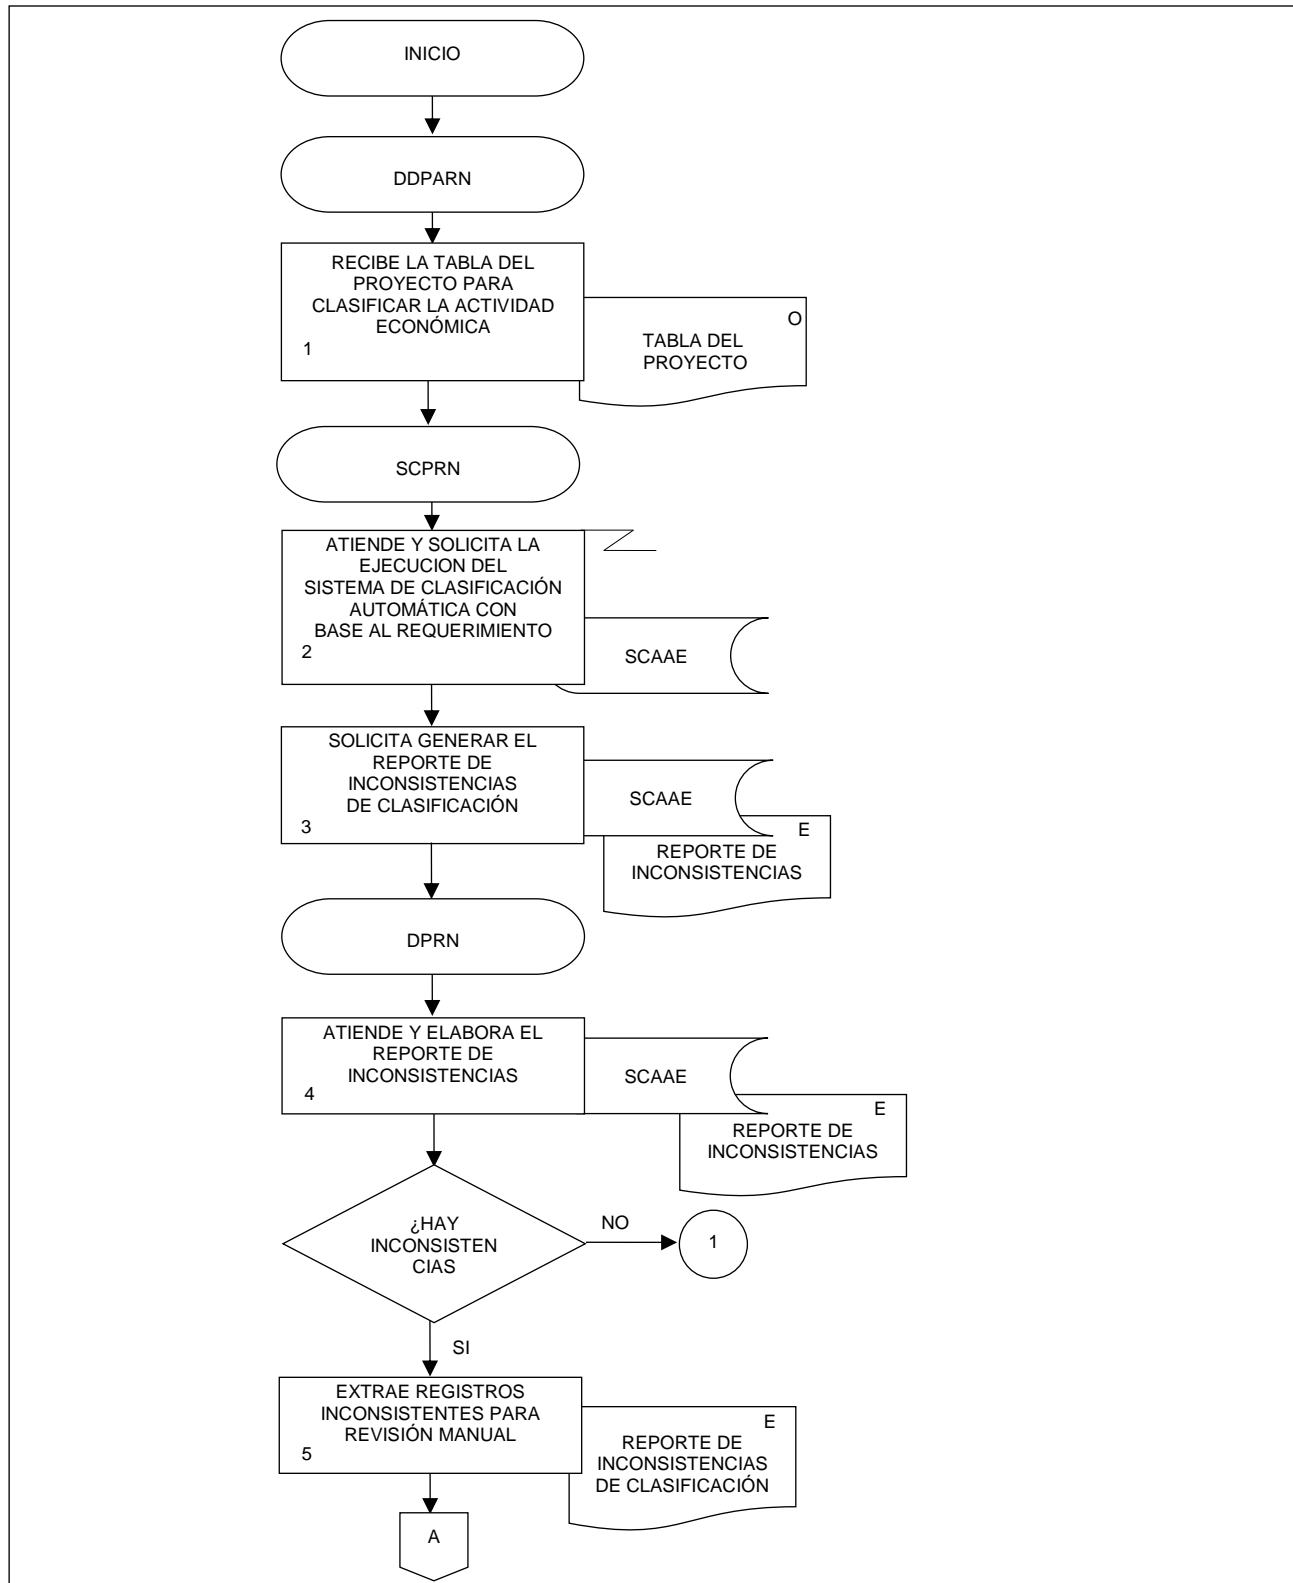 INICIO
DDPARN
RECIBE LA TABLA DEL
PROYECTO PARA
CLASIFICAR LA ACTIVIDAD
ECONÓMICA
1
O
TABLA DEL
PROYECTO
SCPRN
ATIENDE Y SOLICITA LA
EJECUCION DEL
SISTEMA DE CLASIFICACIÓN
AUTOMÁTICA CON
BASE AL REQUERIMIENTO
2
SCAAE
SOLICITA GENERAR EL
REPORTE DE
INCONSISTENCIAS
DE CLASIFICACIÓN
3
SCAAE
E
REPORTE DE
INCONSISTENCIAS
DPRN
ATIENDE Y ELABORA EL
REPORTE DE
INCONSISTENCIAS
4
SCAAE
E
REPORTE DE
INCONSISTENCIAS
¿HAY
INCONSISTEN
CIAS
NO
1
SI
EXTRAE REGISTROS
INCONSISTENTES PARA
REVISIÓN MANUAL
5
E
REPORTE DE
INCONSISTENCIAS
DE CLASIFICACIÓN
A